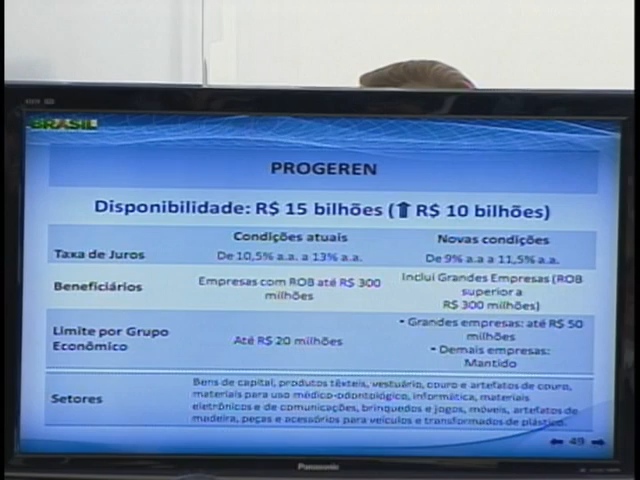 BRASIL
PROGEREN
Disponibilidade: R$ 15 bilhões (⬆ R$ 10 bilhões)
Condições atuais
Novas condições
Taxa de Juros
De 10,5% a.a. a 13% a.a.
De 9% a.a a 11,5% a.a.
Beneficiários
Empresas com ROB até R$ 300
milhões
Inclui Grandes Empresas (ROB
superior a
R$ 300 milhões)
Limite por Grupo
Econômico
Até R$ 20 milhões
• Grandes empresas: até R$ 50
milhões
• Demais empresas:
Mantido
Setores
Bens de capital, produtos têxteis, vestuário, couro e artefatos de couro,
materiais para uso médico-odontológico, informática, materiais
eletrônicos e de comunicações, brinquedos e jogos, móveis, artefatos de
madeira, peças e acessórios para veículos e transformados de plástico.
49
Panasonic